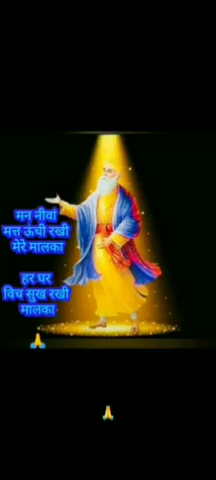 मन नीवां
मत्त ऊंची रखी
मेरे मालका
हर घर
विच सुख रखी
मालका
🙏
🙏